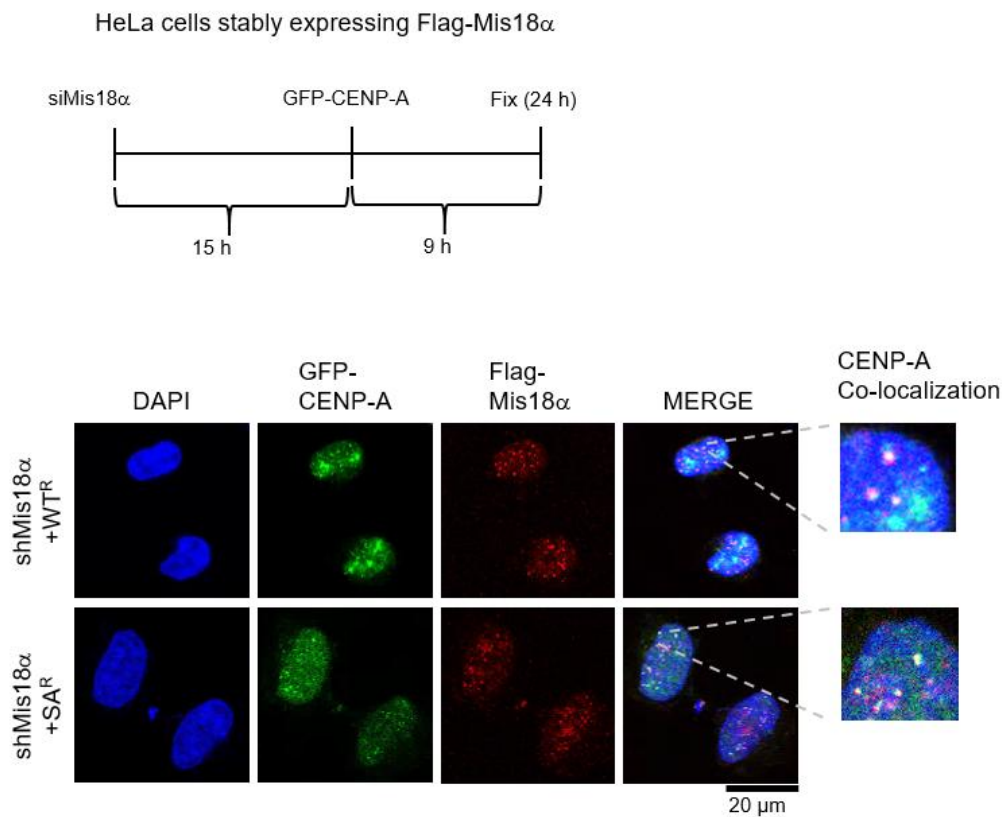 HeLa cells stably expressing Flag-Mis18α
siMis18α GFP-CENP-A Fix (24 h)
15 h 9 h
DAPI
GFP-
CENP-A
Flag-
Mis18α
MERGE
CENP-A
Co-localization
shMis18α
+WTᴿ
shMis18α
+SAᴿ
20 µm